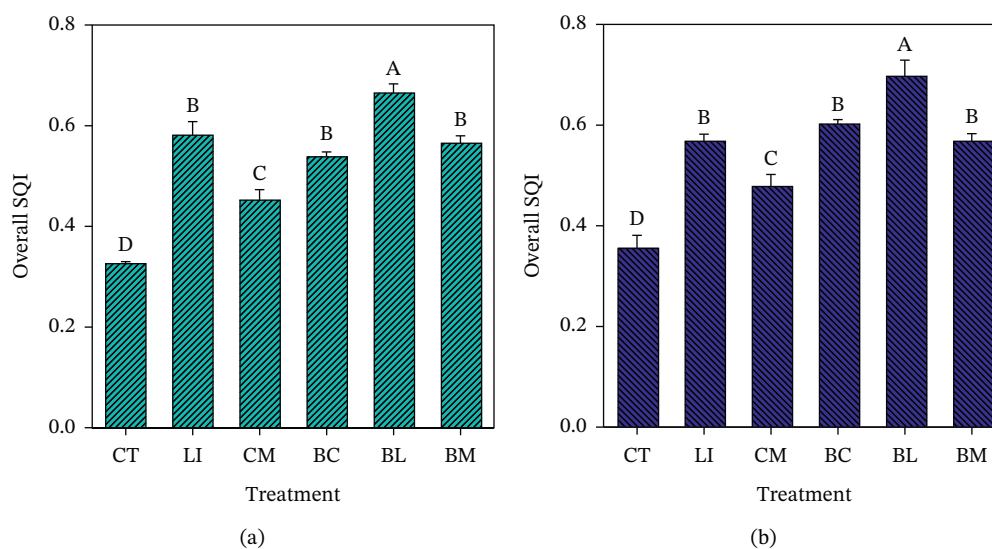 Overall SQI
0.8
0.6
0.4
0.2
0.0
D
B
C
B
A
B
CT
LI
CM
BC
BL
BM
Treatment
(a)
Overall SQI
0.8
0.6
0.4
0.2
0.0
D
B
C
B
A
B
CT
LI
CM
BC
BL
BM
Treatment
(b)